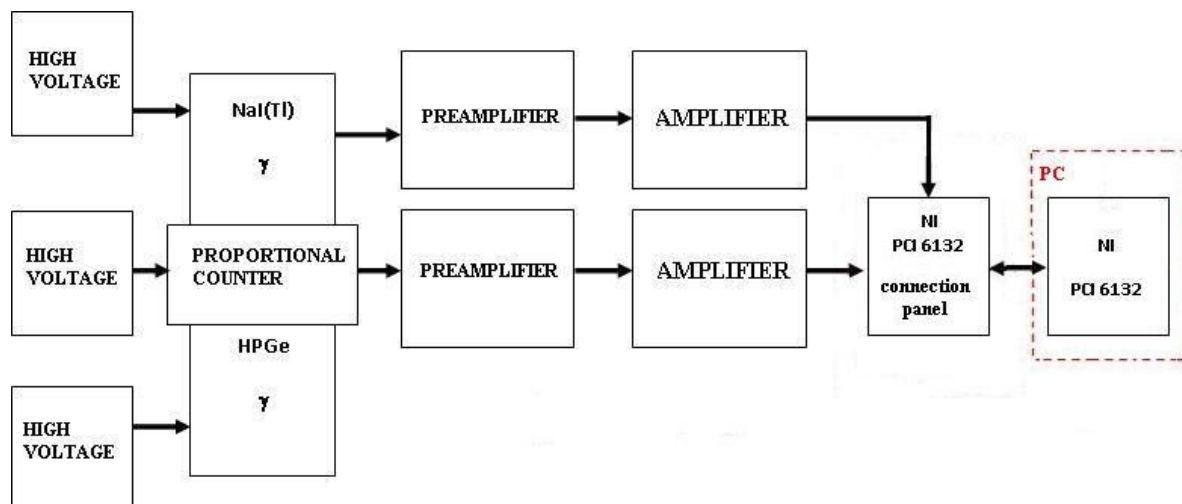 HIGH
VOLTAGE
NaI(Tl)
γ
PREAMPLIFIER
AMPLIFIER
HIGH
VOLTAGE
PROPORTIONAL
COUNTER
PREAMPLIFIER
AMPLIFIER
NI
PCI 6132
connection
panel
PC
NI
PCI 6132
HIGH
VOLTAGE
HPGe
γ